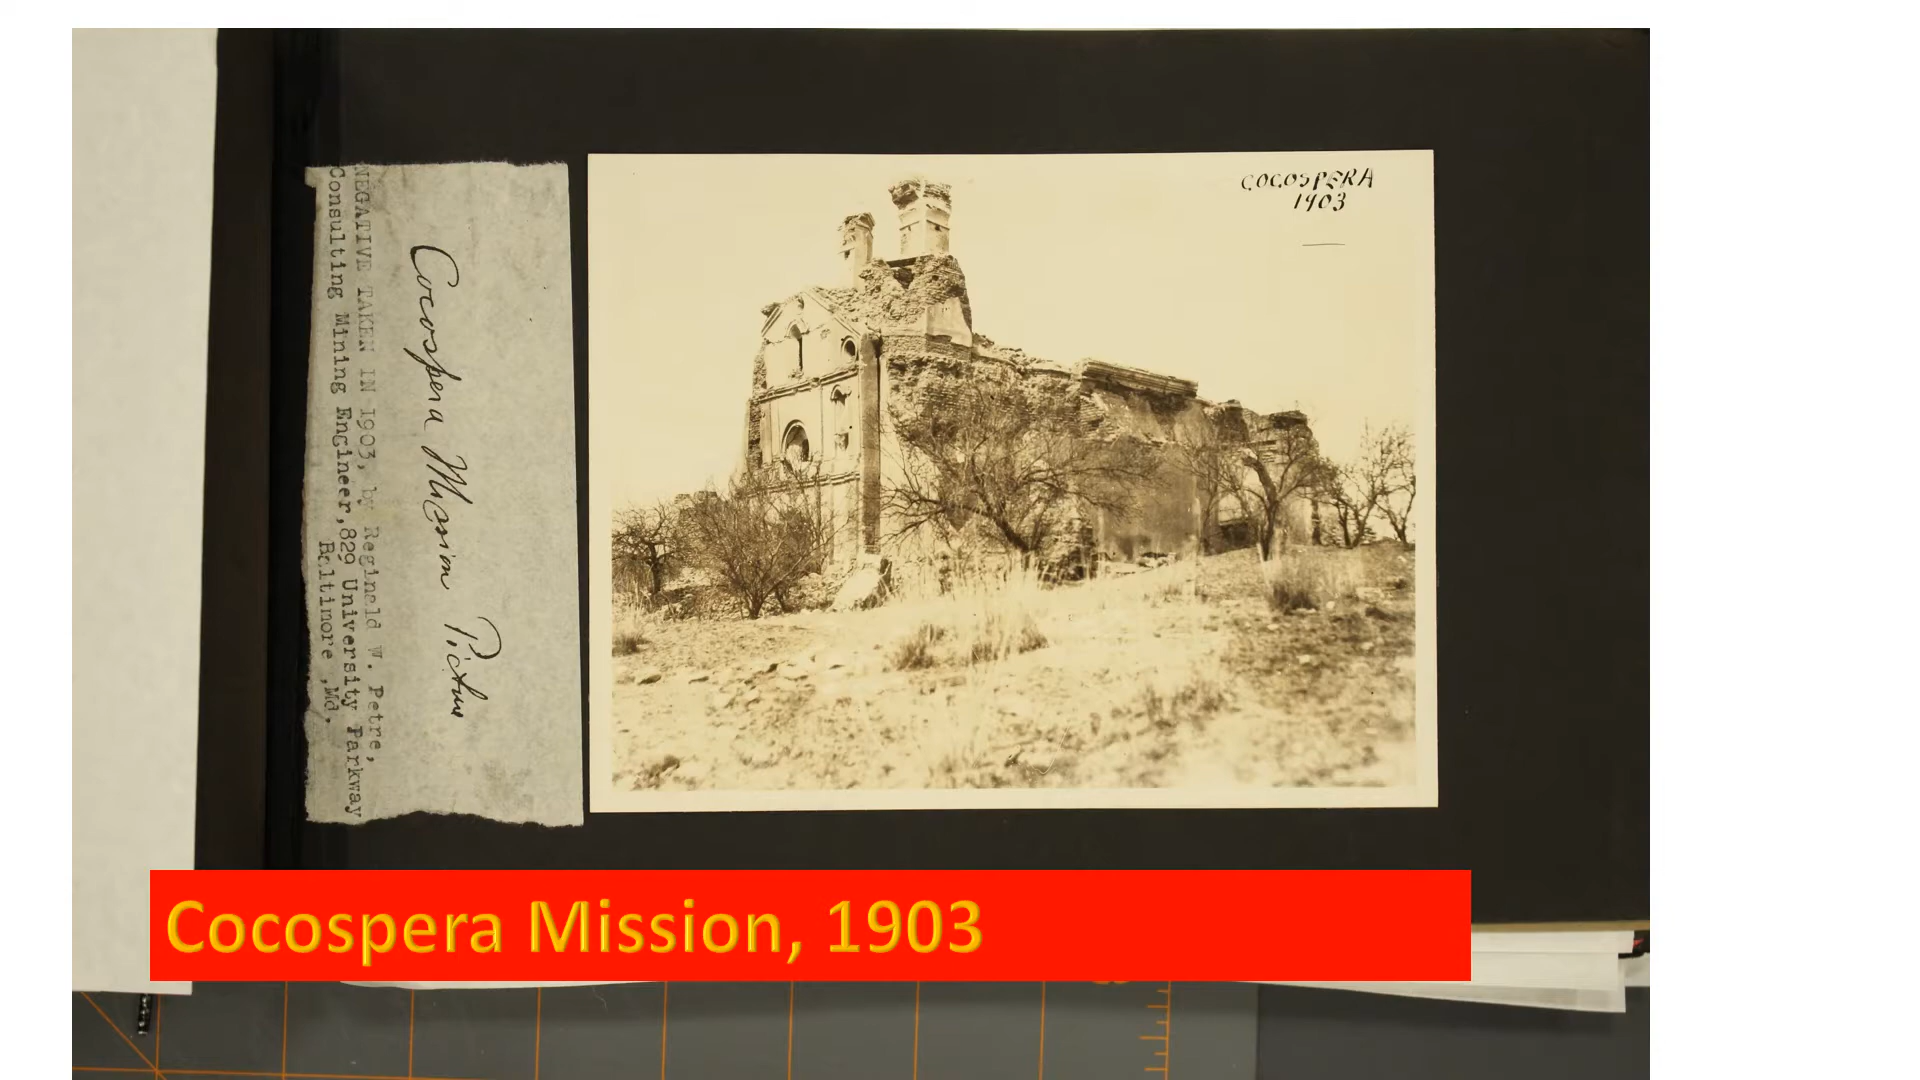 Cocospera Mission Picture
NEGATIVE TAKEN IN 1903, by Reginald W. Petre,
Consulting Mining Engineer,829 University Parkway
Baltimore ,Md.
COCOSPERA
1903
Cocospera Mission, 1903